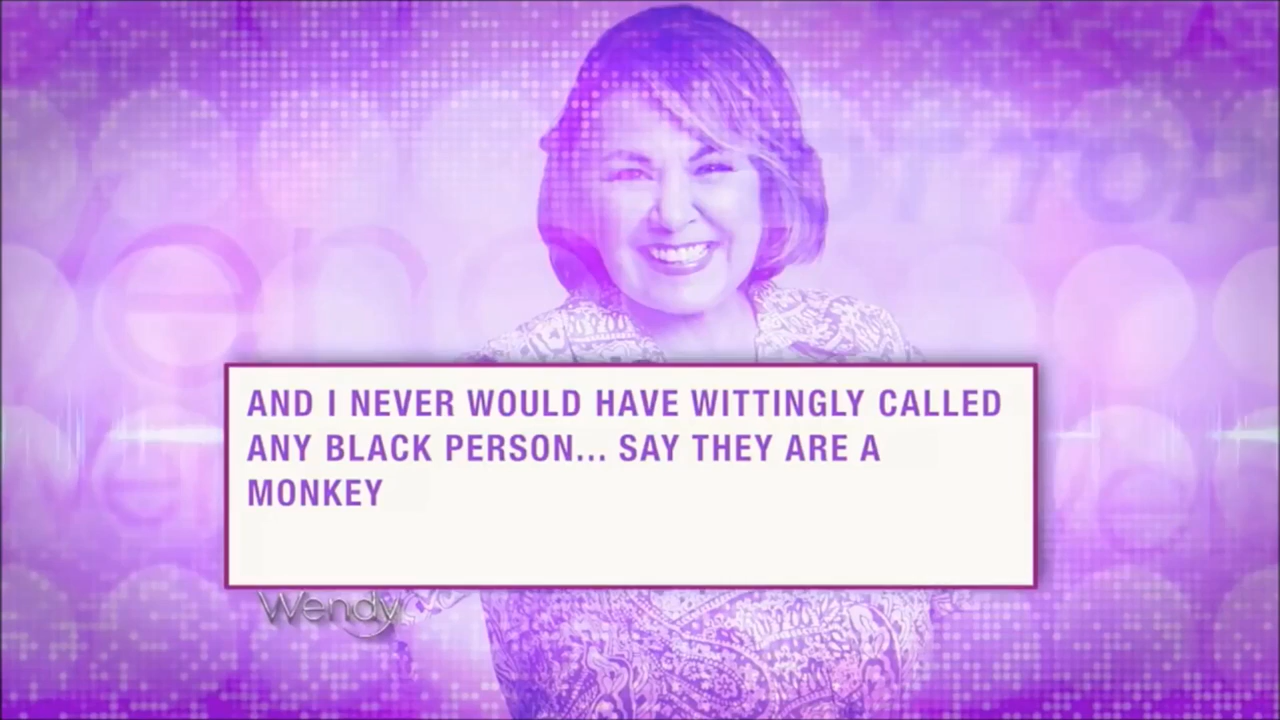 AND I NEVER WOULD HAVE WITTINGLY CALLED
ANY BLACK PERSON... SAY THEY ARE A
MONKEY
Wendy